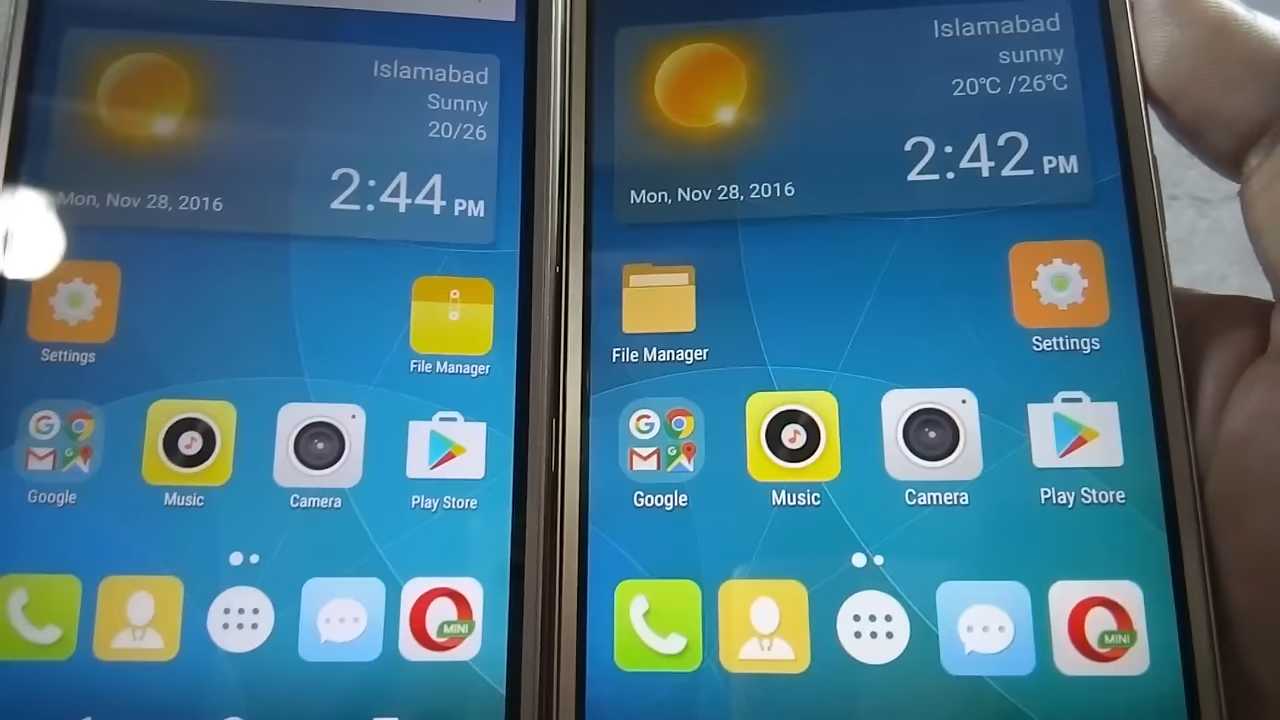 Islamabad
Sunny
20/26
2:44 PM
Mon, Nov 28, 2016
Settings
File Manager
Google
Music
Camera
Play Store
MINI
Islamabad
sunny
20°C /26°C
2:42 PM
Mon, Nov 28, 2016
File Manager
Settings
Google
Music
Camera
Play Store
MINI